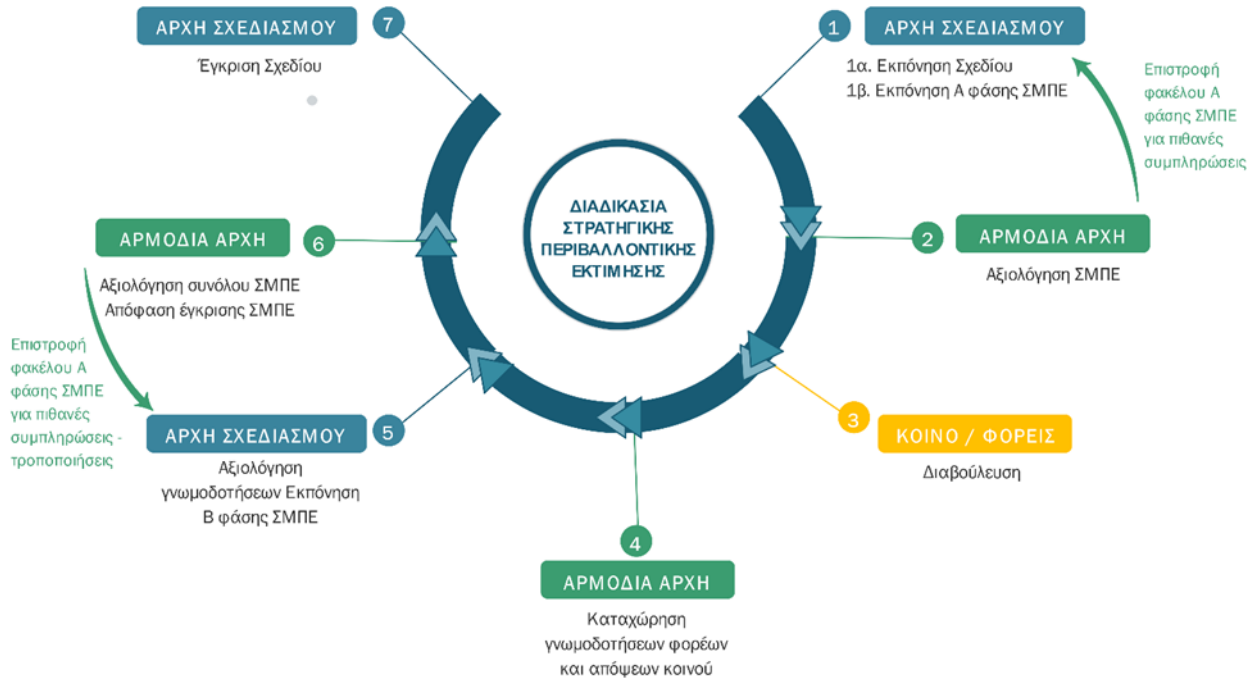 ΑΡΧΗ ΣΧΕΔΙΑΣΜΟΥ
7
Έγκριση Σχεδίου
1
ΑΡΧΗ ΣΧΕΔΙΑΣΜΟΥ
1α. Εκπόνηση Σχεδίου
1β. Εκπόνηση Α φάσης ΣΜΠΕ
Επιστροφή
φακέλου Α
φάσης ΣΜΠΕ
για πιθανές
συμπληρώσεις
ΔΙΑΔΙΚΑΣΙΑ
ΣΤΡΑΤΗΓΙΚΗΣ
ΠΕΡΙΒΑΛΛΟΝΤΙΚΗΣ
ΕΚΤΙΜΗΣΗΣ
2
ΑΡΜΟΔΙΑ ΑΡΧΗ
Αξιολόγηση ΣΜΠΕ
3
ΚΟΙΝΟ / ΦΟΡΕΙΣ
Διαβούλευση
4
ΑΡΜΟΔΙΑ ΑΡΧΗ
Καταχώρηση
γνωμοδοτήσεων φορέων
και απόψεων κοινού
ΑΡΧΗ ΣΧΕΔΙΑΣΜΟΥ
5
Αξιολόγηση
γνωμοδοτήσεων Εκπόνηση
Β φάσης ΣΜΠΕ
ΑΡΜΟΔΙΑ ΑΡΧΗ
6
Αξιολόγηση συνόλου ΣΜΠΕ
Απόφαση έγκρισης ΣΜΠΕ
Επιστροφή
φακέλου Α
φάσης ΣΜΠΕ
για πιθανές
συμπληρώσεις -
τροποποιήσεις